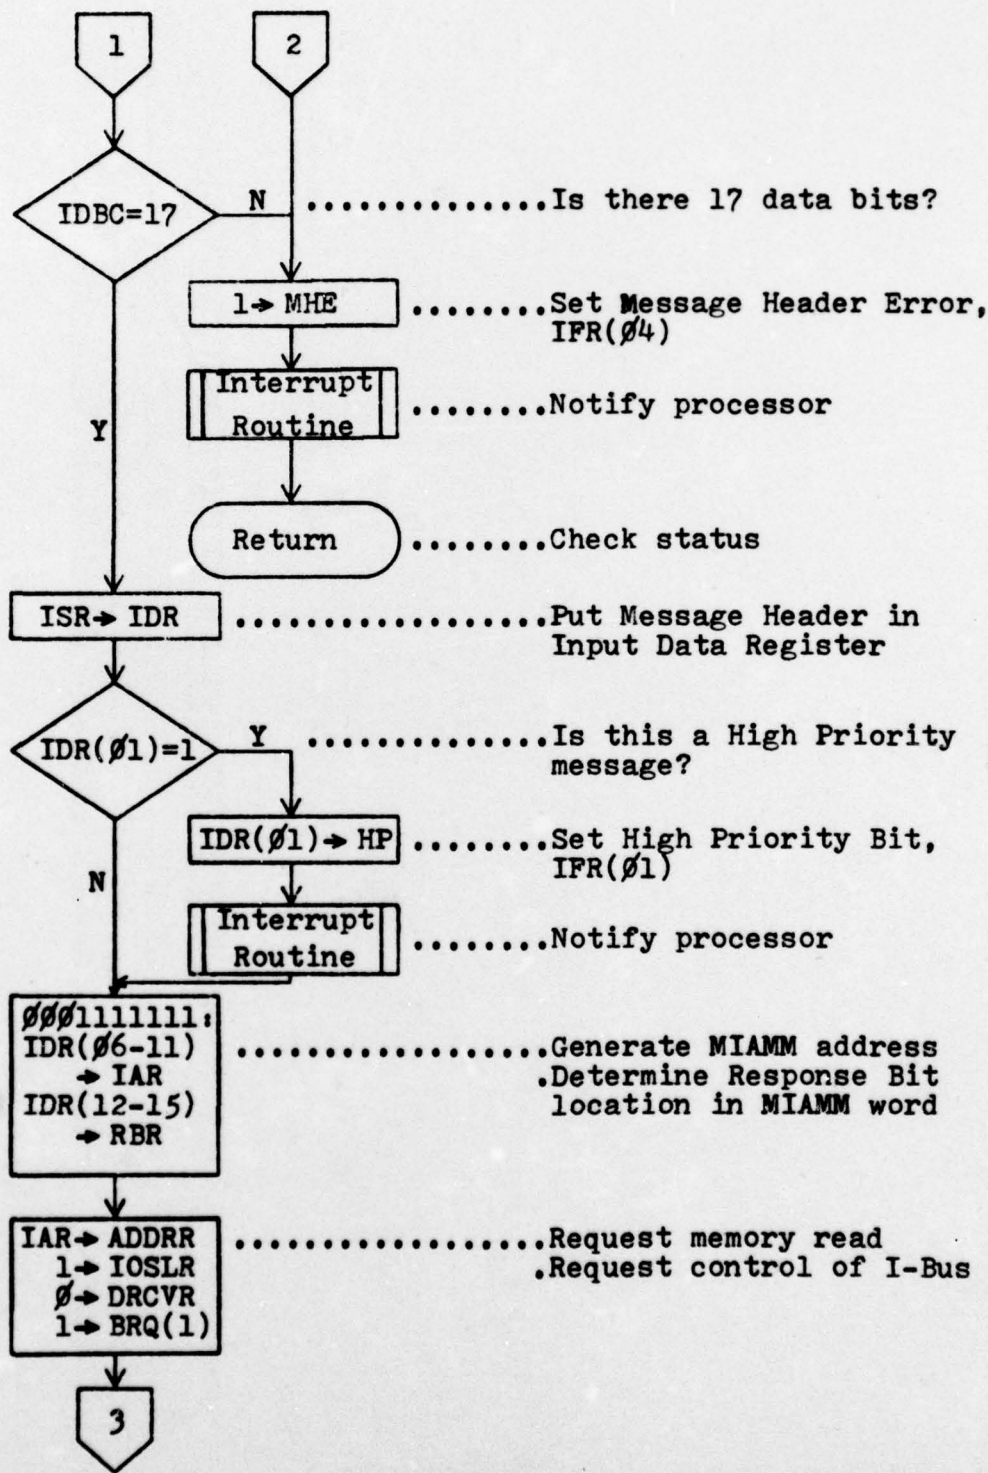 1
2
IDBC=17
N
..............Is there 17 data bits?
1→ MHE
........Set Message Header Error,
IFR(Ø4)
Interrupt
Routine
........Notify processor
Y
Return
........Check status
ISR→ IDR
..................Put Message Header in
Input Data Register
IDR(Ø1)=1
Y
..............Is this a High Priority
message?
IDR(Ø1)→ HP
........Set High Priority Bit,
IFR(Ø1)
N
Interrupt
Routine
........Notify processor
ØØØ1111111:
IDR(Ø6-11)
→ IAR
IDR(12-15)
→ RBR
..................Generate MIAMM address
.Determine Response Bit
location in MIAMM word
IAR→ ADDRR
1→ IOSLR
Ø→ DRCVR
1→ BRQ(1)
..................Request memory read
.Request control of I-Bus
3